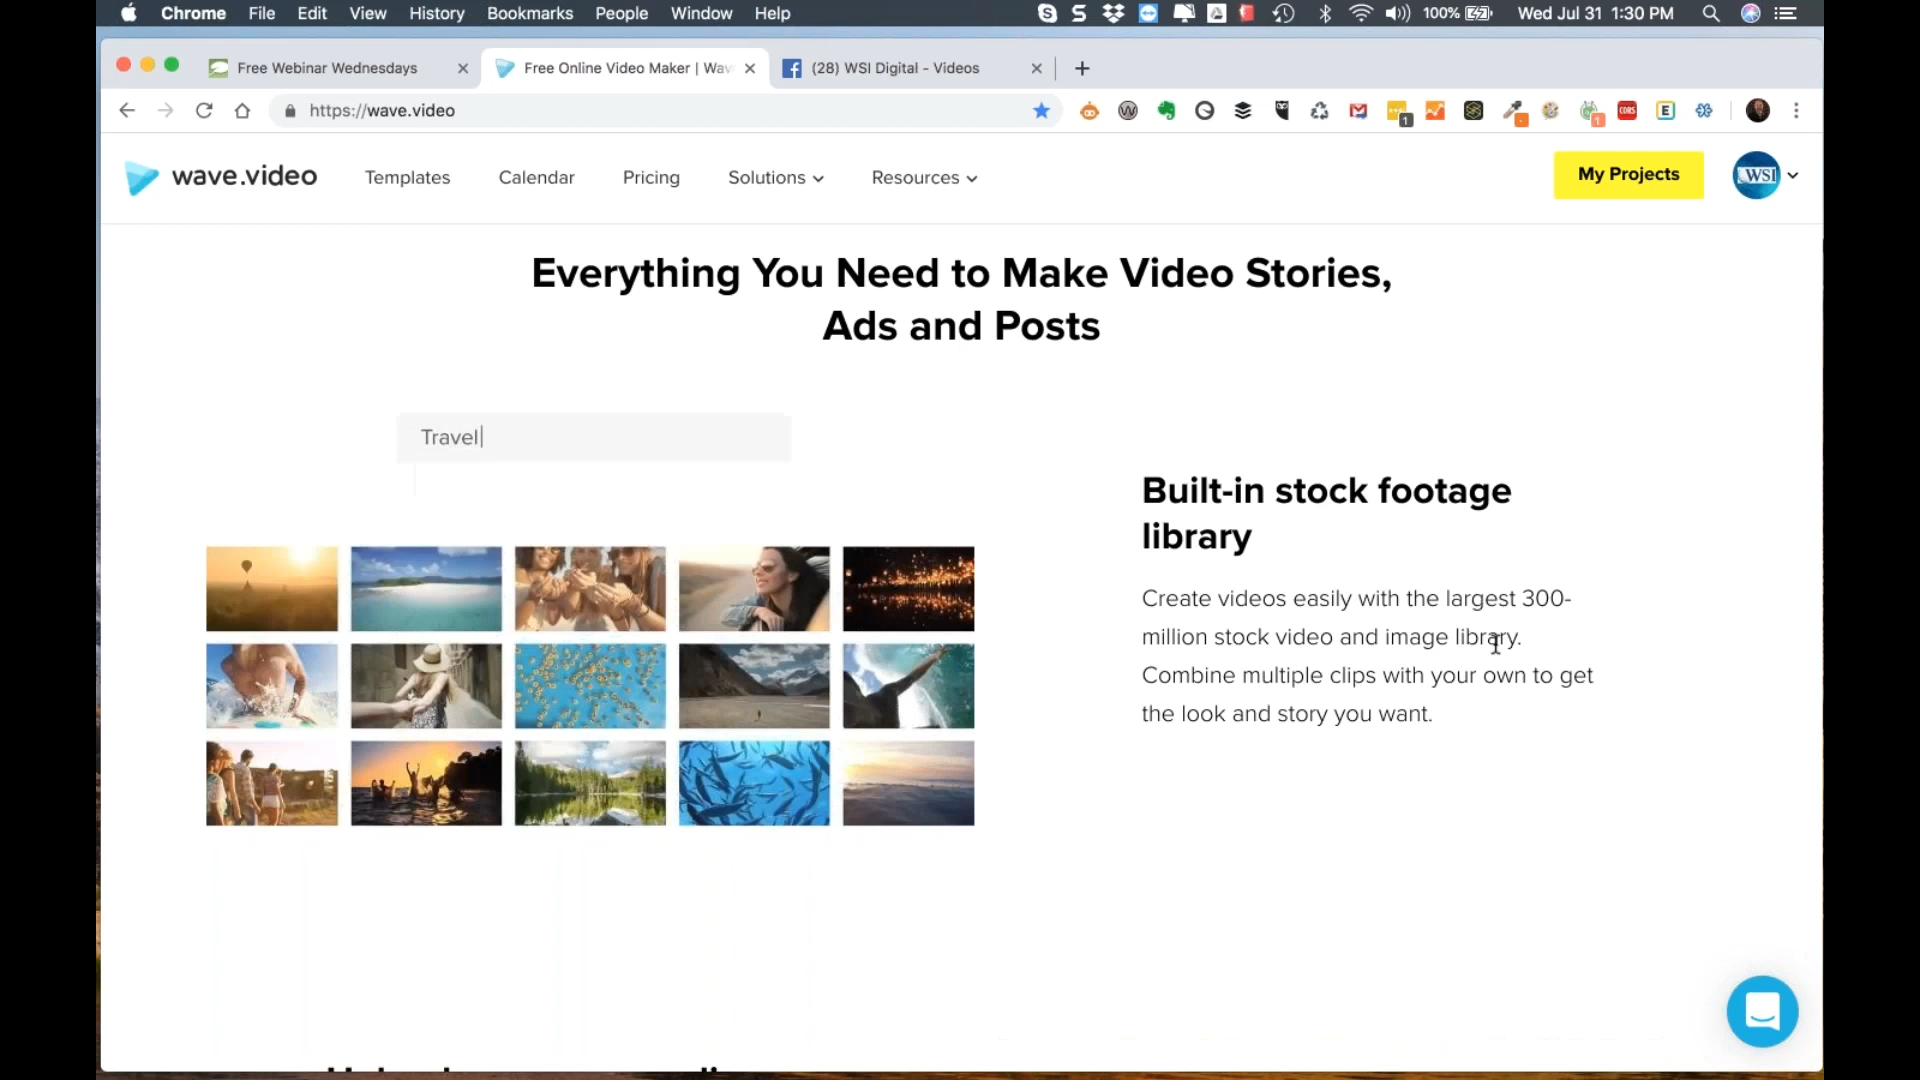 Chrome File Edit View History Bookmarks People Window Help 100% Wed Jul 31 1:30 PM
Free Webinar Wednesdays Free Online Video Maker | Wav (28) WSI Digital - Videos
https://wave.video
wave.video Templates Calendar Pricing Solutions Resources My Projects WSI
Everything You Need to Make Video Stories,
Ads and Posts
Travel
Built-in stock footage
library
Create videos easily with the largest 300-
million stock video and image library.
Combine multiple clips with your own to get
the look and story you want.